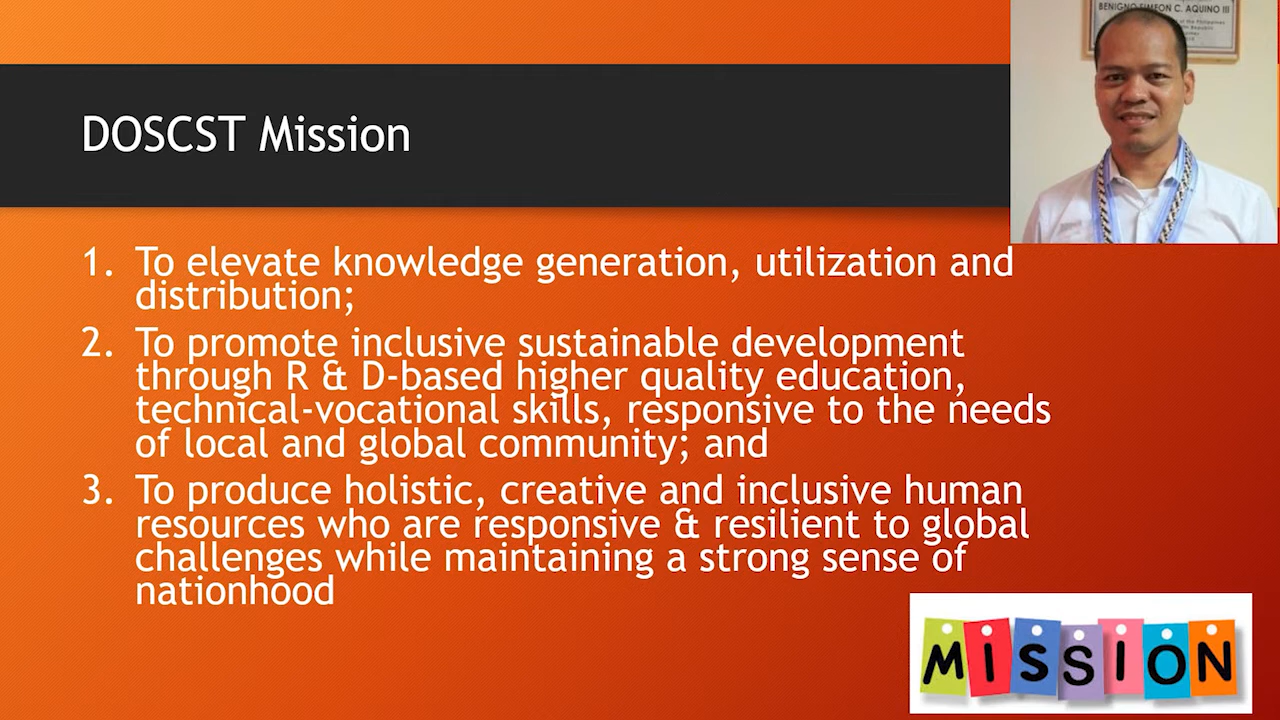 BENIGNO SIMEON C. AQUINO III
DOSCST Mission
1. To elevate knowledge generation, utilization and
distribution;
2. To promote inclusive sustainable development
through R & D-based higher quality education,
technical-vocational skills, responsive to the needs
of local and global community; and
3. To produce holistic, creative and inclusive human
resources who are responsive & resilient to global
challenges while maintaining a strong sense of
nationhood
MISSION